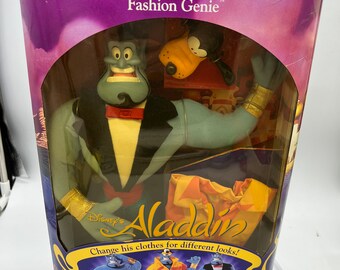 Fashion Genie
Disney's
Aladdin
Change his clothes for different looks!